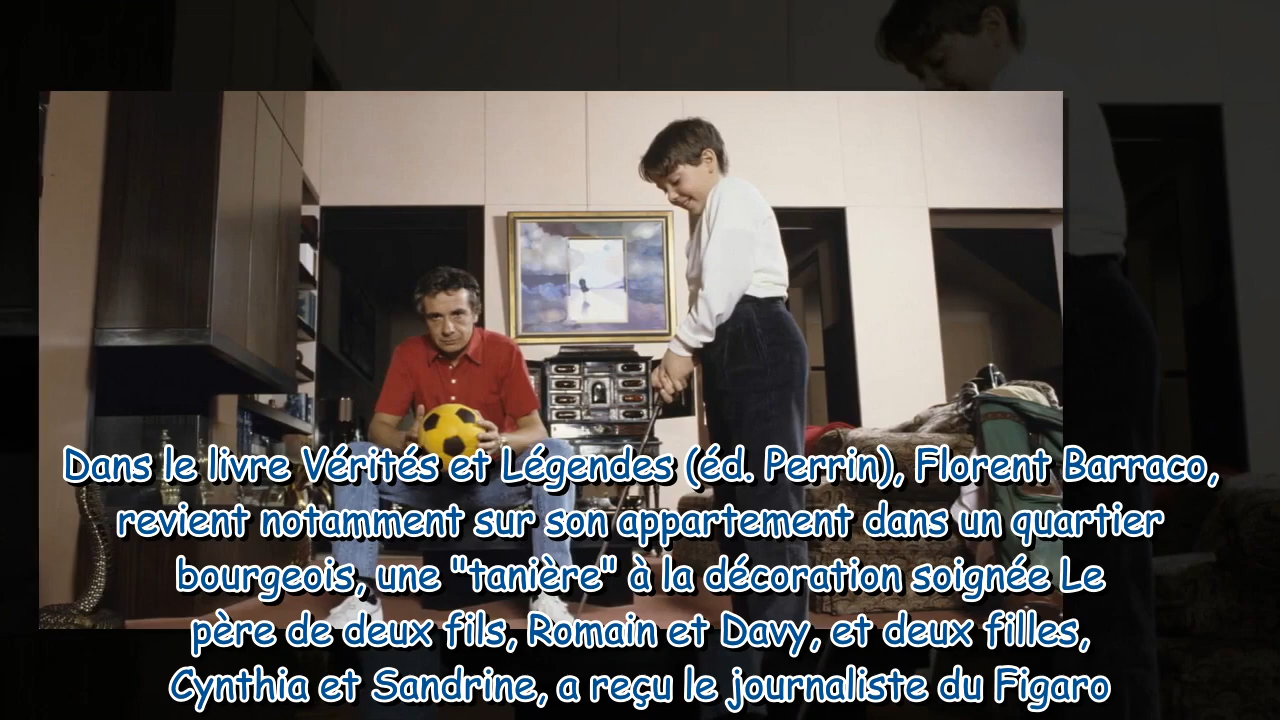 Dans le livre Vérités et Légendes (éd. Perrin), Florent Barraco,
revient notamment sur son appartement dans un quartier
bourgeois, une "tanière" à la décoration soignée Le
père de deux fils, Romain et Davy, et deux filles,
Cynthia et Sandrine, a reçu le journaliste du Figaro